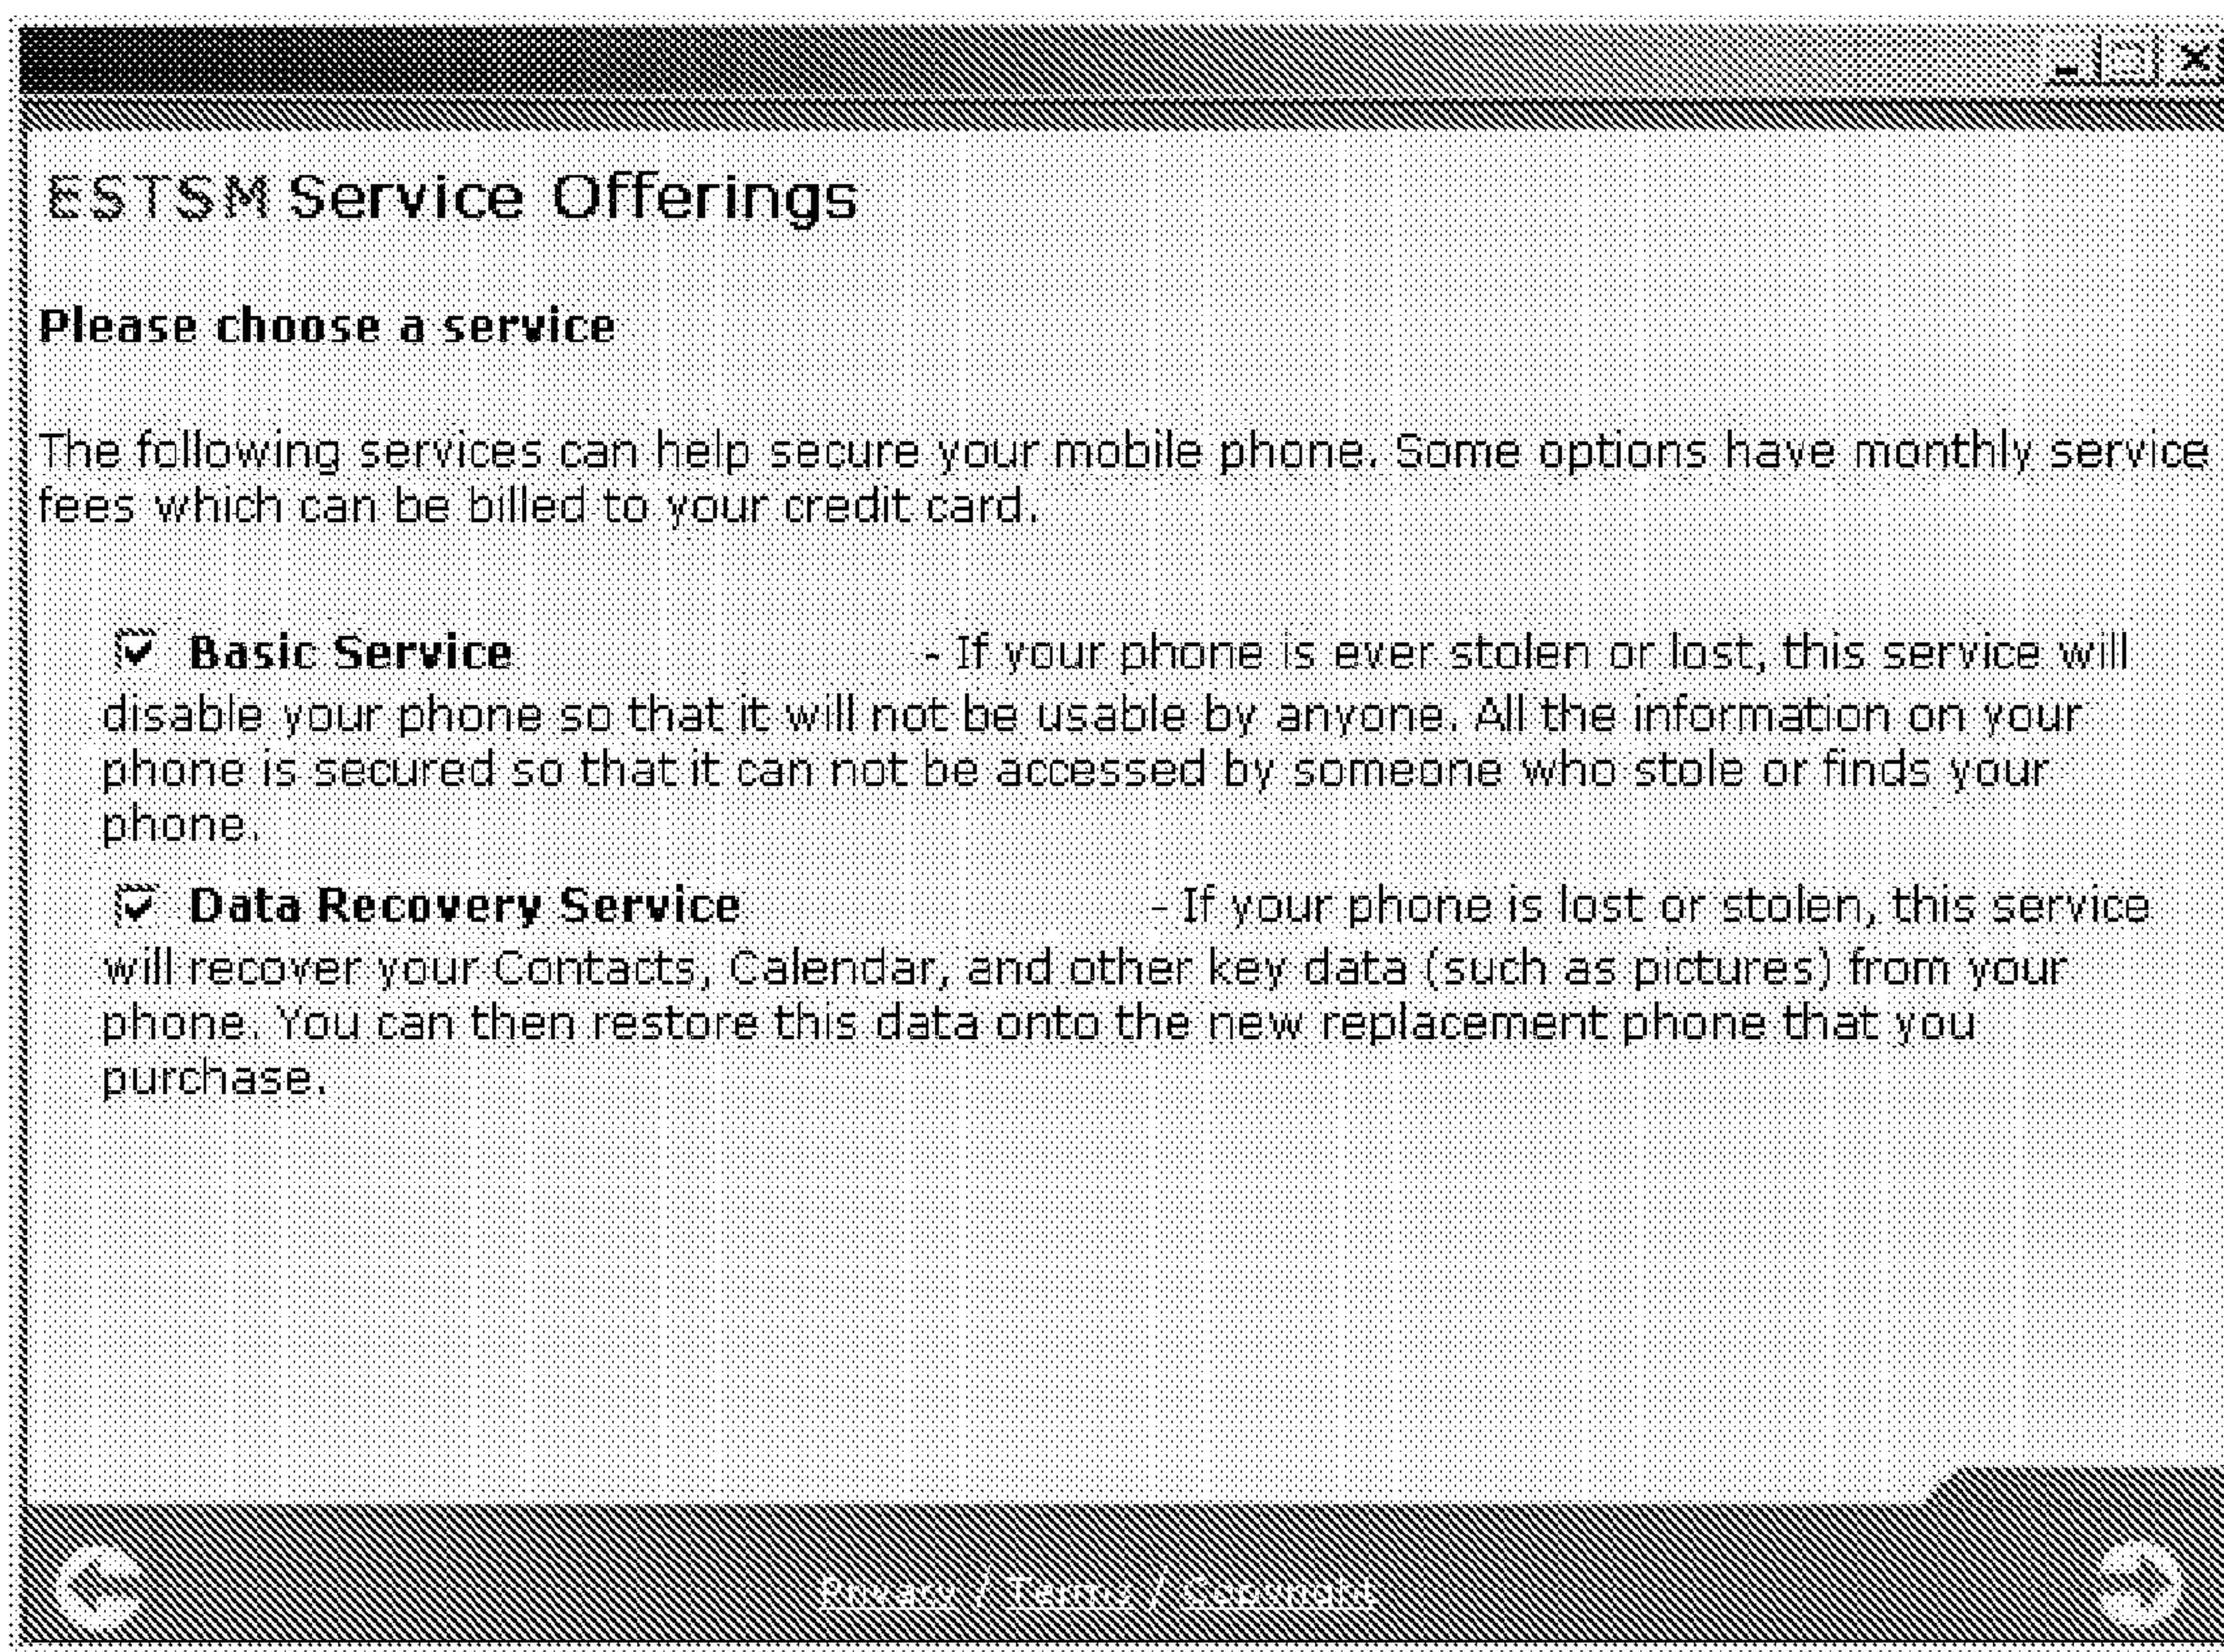 ESTSM Service Offerings
Please choose a service
The following services can help secure your mobile phone. Some options have monthly service
fees which can be billed to your credit card.
Basic Service - If your phone is ever stolen or lost, this service will
disable your phone so that it will not be usable by anyone. All the information on your
phone is secured so that it can not be accessed by someone who stole or finds your
phone.
Data Recovery Service - If your phone is lost or stolen, this service
will recover your Contacts, Calendar, and other key data (such as pictures) from your
phone. You can then restore this data onto the new replacement phone that you
purchase.
Privacy / Terms / Copyright